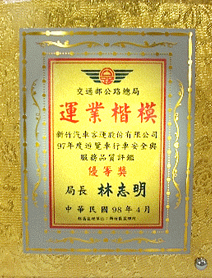 交通部公路總局
運業楷模
新竹汽車客運股份有限公司
97年度遊覽車行車安全與
服務品質評鑑
優等獎
局長 林志明
中華民國98年4月